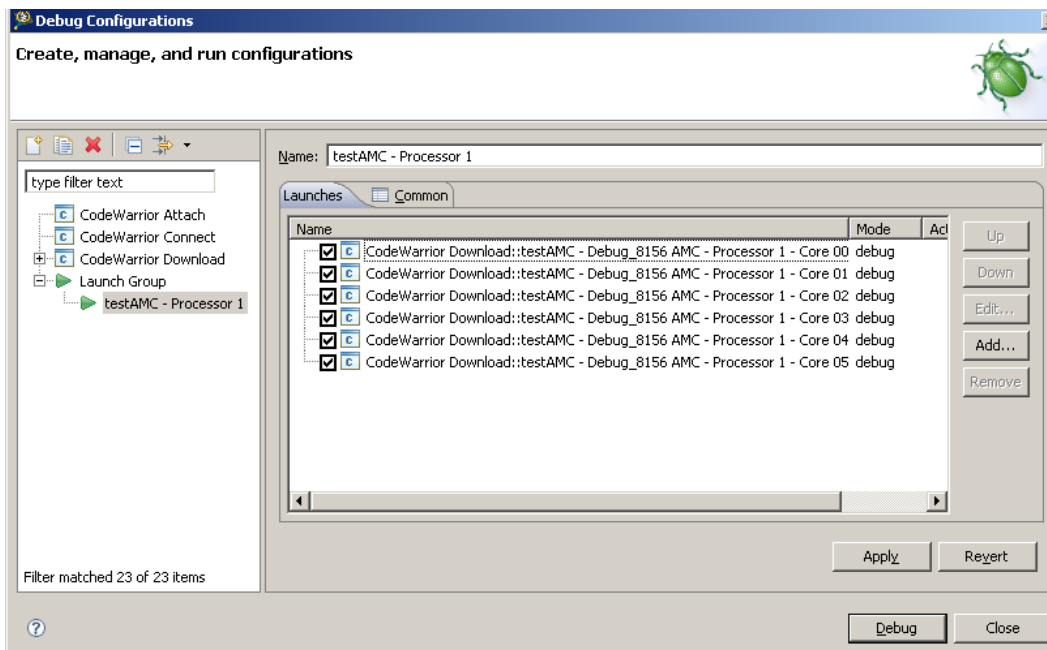 Debug Configurations
Create, manage, and run configurations
type filter text
CodeWarrior Attach
CodeWarrior Connect
CodeWarrior Download
Launch Group
testAMC - Processor 1
Filter matched 23 of 23 items
Name: testAMC - Processor 1
Launches Common
Name Mode Act
CodeWarrior Download::testAMC - Debug_8156 AMC - Processor 1 - Core 00 debug
CodeWarrior Download::testAMC - Debug_8156 AMC - Processor 1 - Core 01 debug
CodeWarrior Download::testAMC - Debug_8156 AMC - Processor 1 - Core 02 debug
CodeWarrior Download::testAMC - Debug_8156 AMC - Processor 1 - Core 03 debug
CodeWarrior Download::testAMC - Debug_8156 AMC - Processor 1 - Core 04 debug
CodeWarrior Download::testAMC - Debug_8156 AMC - Processor 1 - Core 05 debug
Up
Down
Edit...
Add...
Remove
Apply Revert
? Debug Close